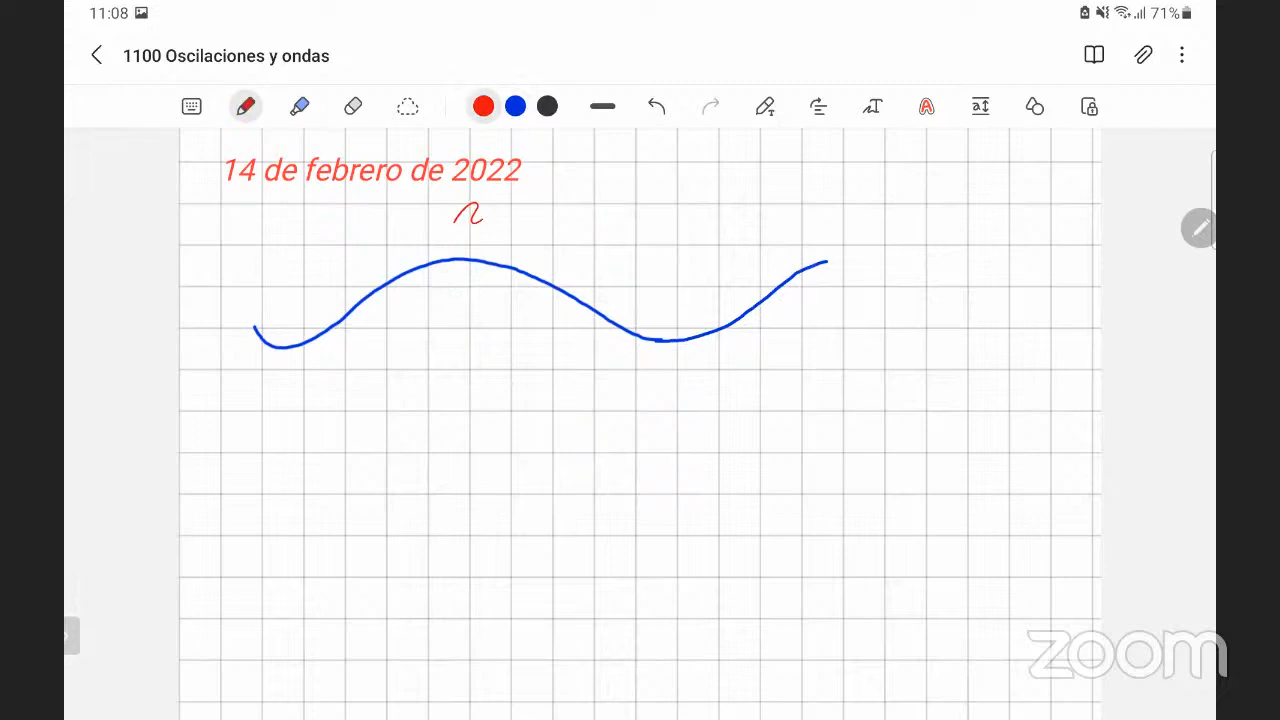 11:08
71%
1100 Oscilaciones y ondas
14 de febrero de 2022
zoom